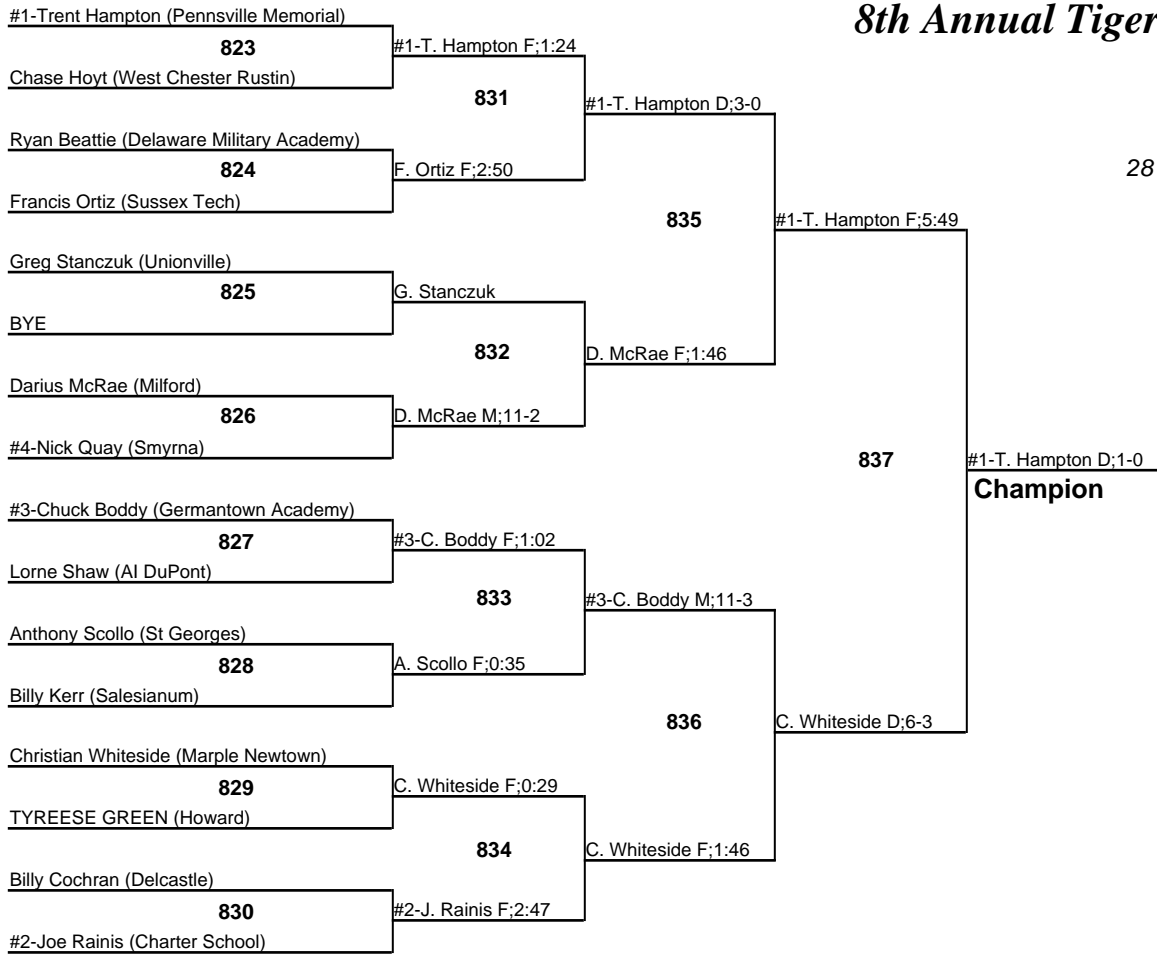 #1-Trent Hampton (Pennsville Memorial)
8th Annual Tiger
823
#1-T. Hampton F;1:24
Chase Hoyt (West Chester Rustin)
831
#1-T. Hampton D;3-0
Ryan Beattie (Delaware Military Academy)
824
F. Ortiz F;2:50
28
Francis Ortiz (Sussex Tech)
835
#1-T. Hampton F;5:49
Greg Stanczuk (Unionville)
825
G. Stanczuk
BYE
832
D. McRae F;1:46
Darius McRae (Milford)
826
D. McRae M;11-2
#4-Nick Quay (Smyrna)
837
#1-T. Hampton D;1-0
Champion
#3-Chuck Boddy (Germantown Academy)
827
#3-C. Boddy F;1:02
Lorne Shaw (AI DuPont)
833
#3-C. Boddy M;11-3
Anthony Scollo (St Georges)
828
A. Scollo F;0:35
Billy Kerr (Salesianum)
836
C. Whiteside D;6-3
Christian Whiteside (Marple Newtown)
829
C. Whiteside F;0:29
TYREESE GREEN (Howard)
834
C. Whiteside F;1:46
Billy Cochran (Delcastle)
830
#2-J. Rainis F;2:47
#2-Joe Rainis (Charter School)